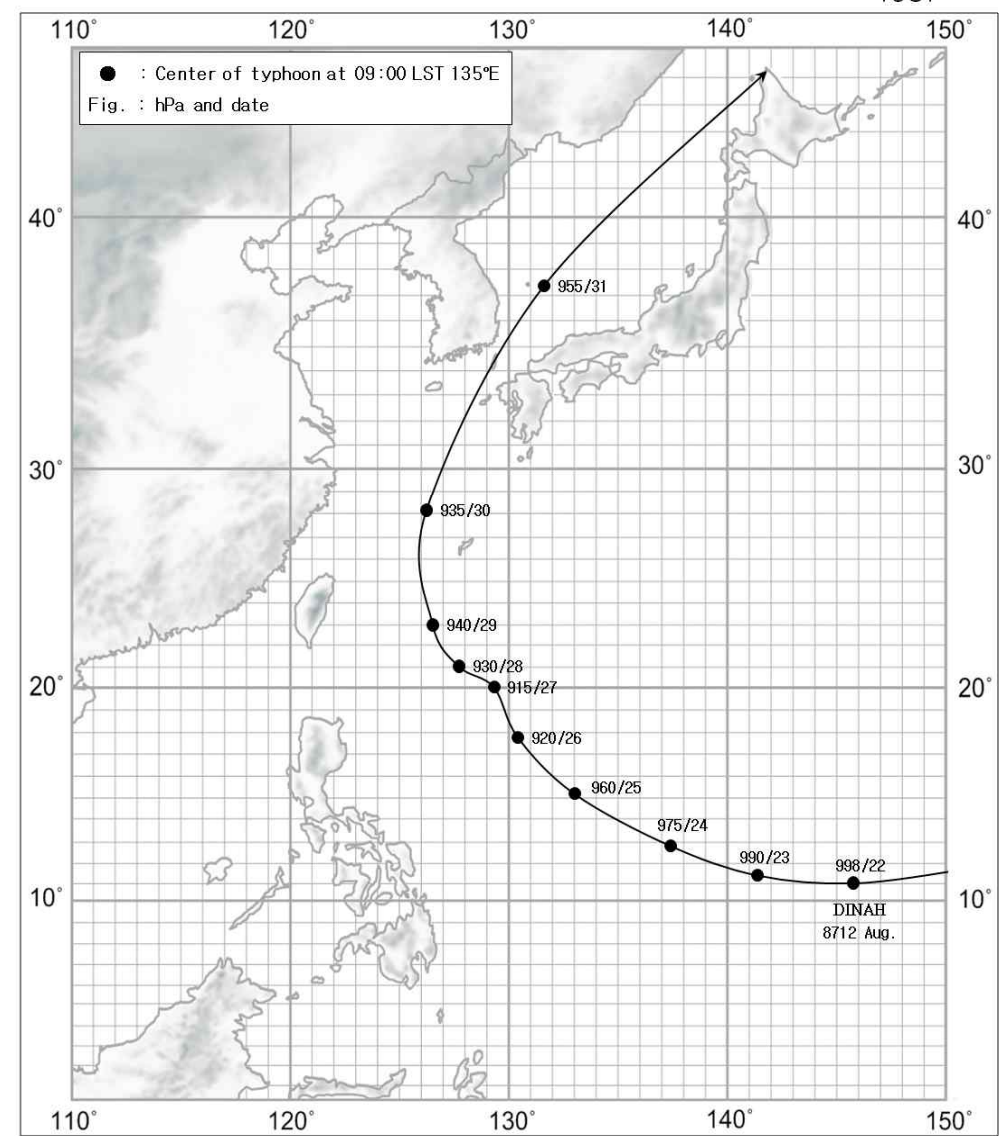 110° 120° 130° 140° 150°
● : Center of typhoon at 09:00 LST 135°E
Fig. : hPa and date
40° 40°
955/31
30° 30°
935/30
940/29
930/28
20° 915/27 20°
920/26
960/25
975/24
990/23 998/22
10° 10°
DINAH
8712 Aug.
110° 120° 130° 140° 150°